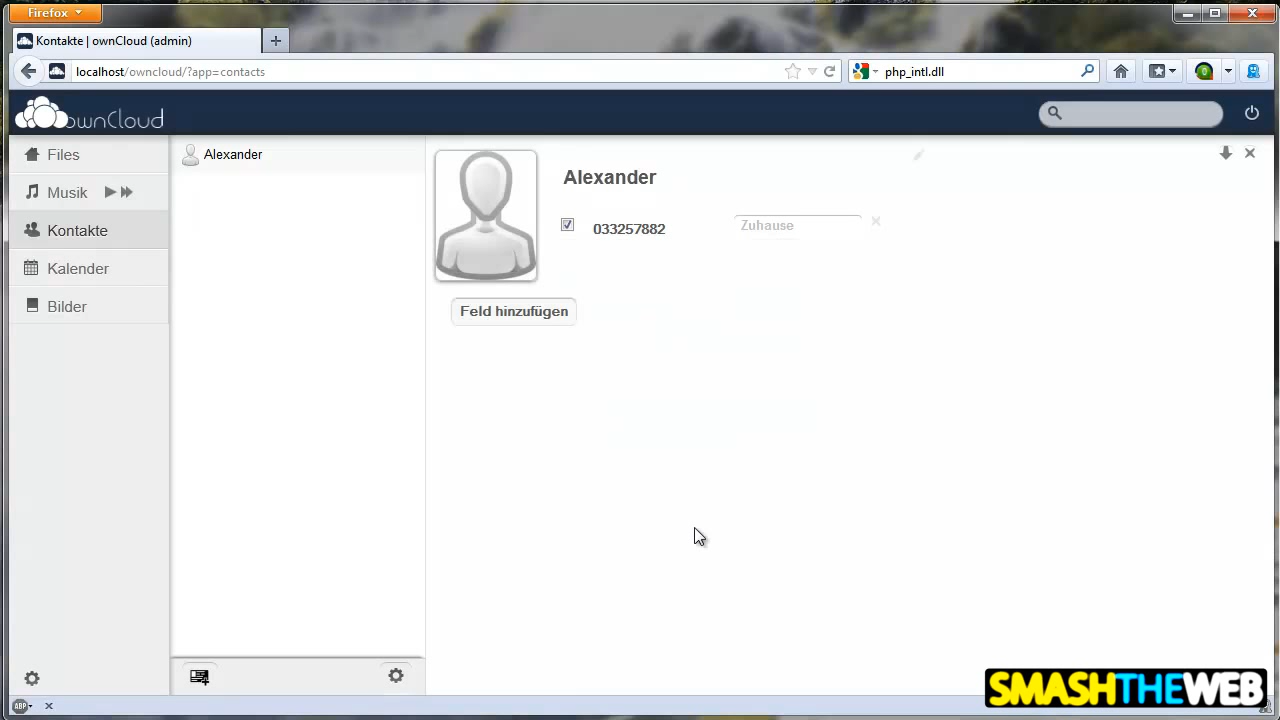 Firefox
Kontakte | ownCloud (admin)
localhost/owncloud/?app=contacts
php_intl.dll
ownCloud
Files
Musik
Kontakte
Kalender
Bilder
Alexander
Alexander
033257882
Zuhause
Feld hinzufügen
ABP
SMASHTHEWEB